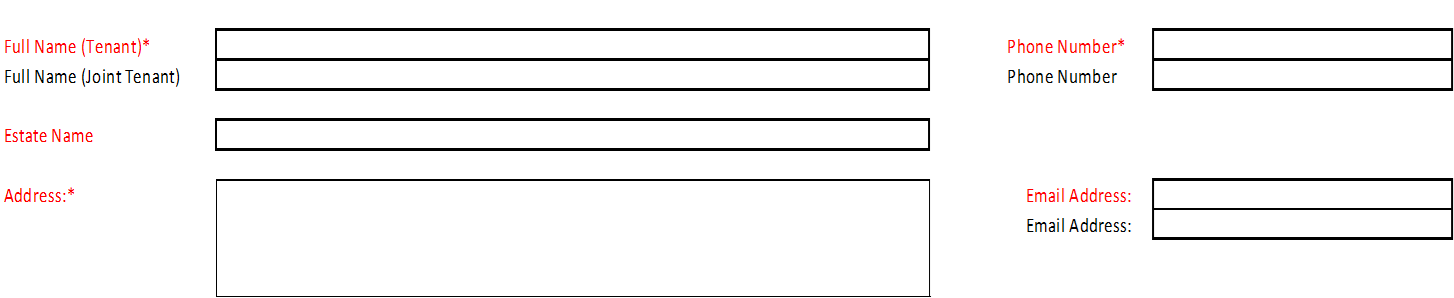 Full Name (Tenant)* Phone Number*
Full Name (Joint Tenant) Phone Number
Estate Name
Address:* Email Address:
Email Address: